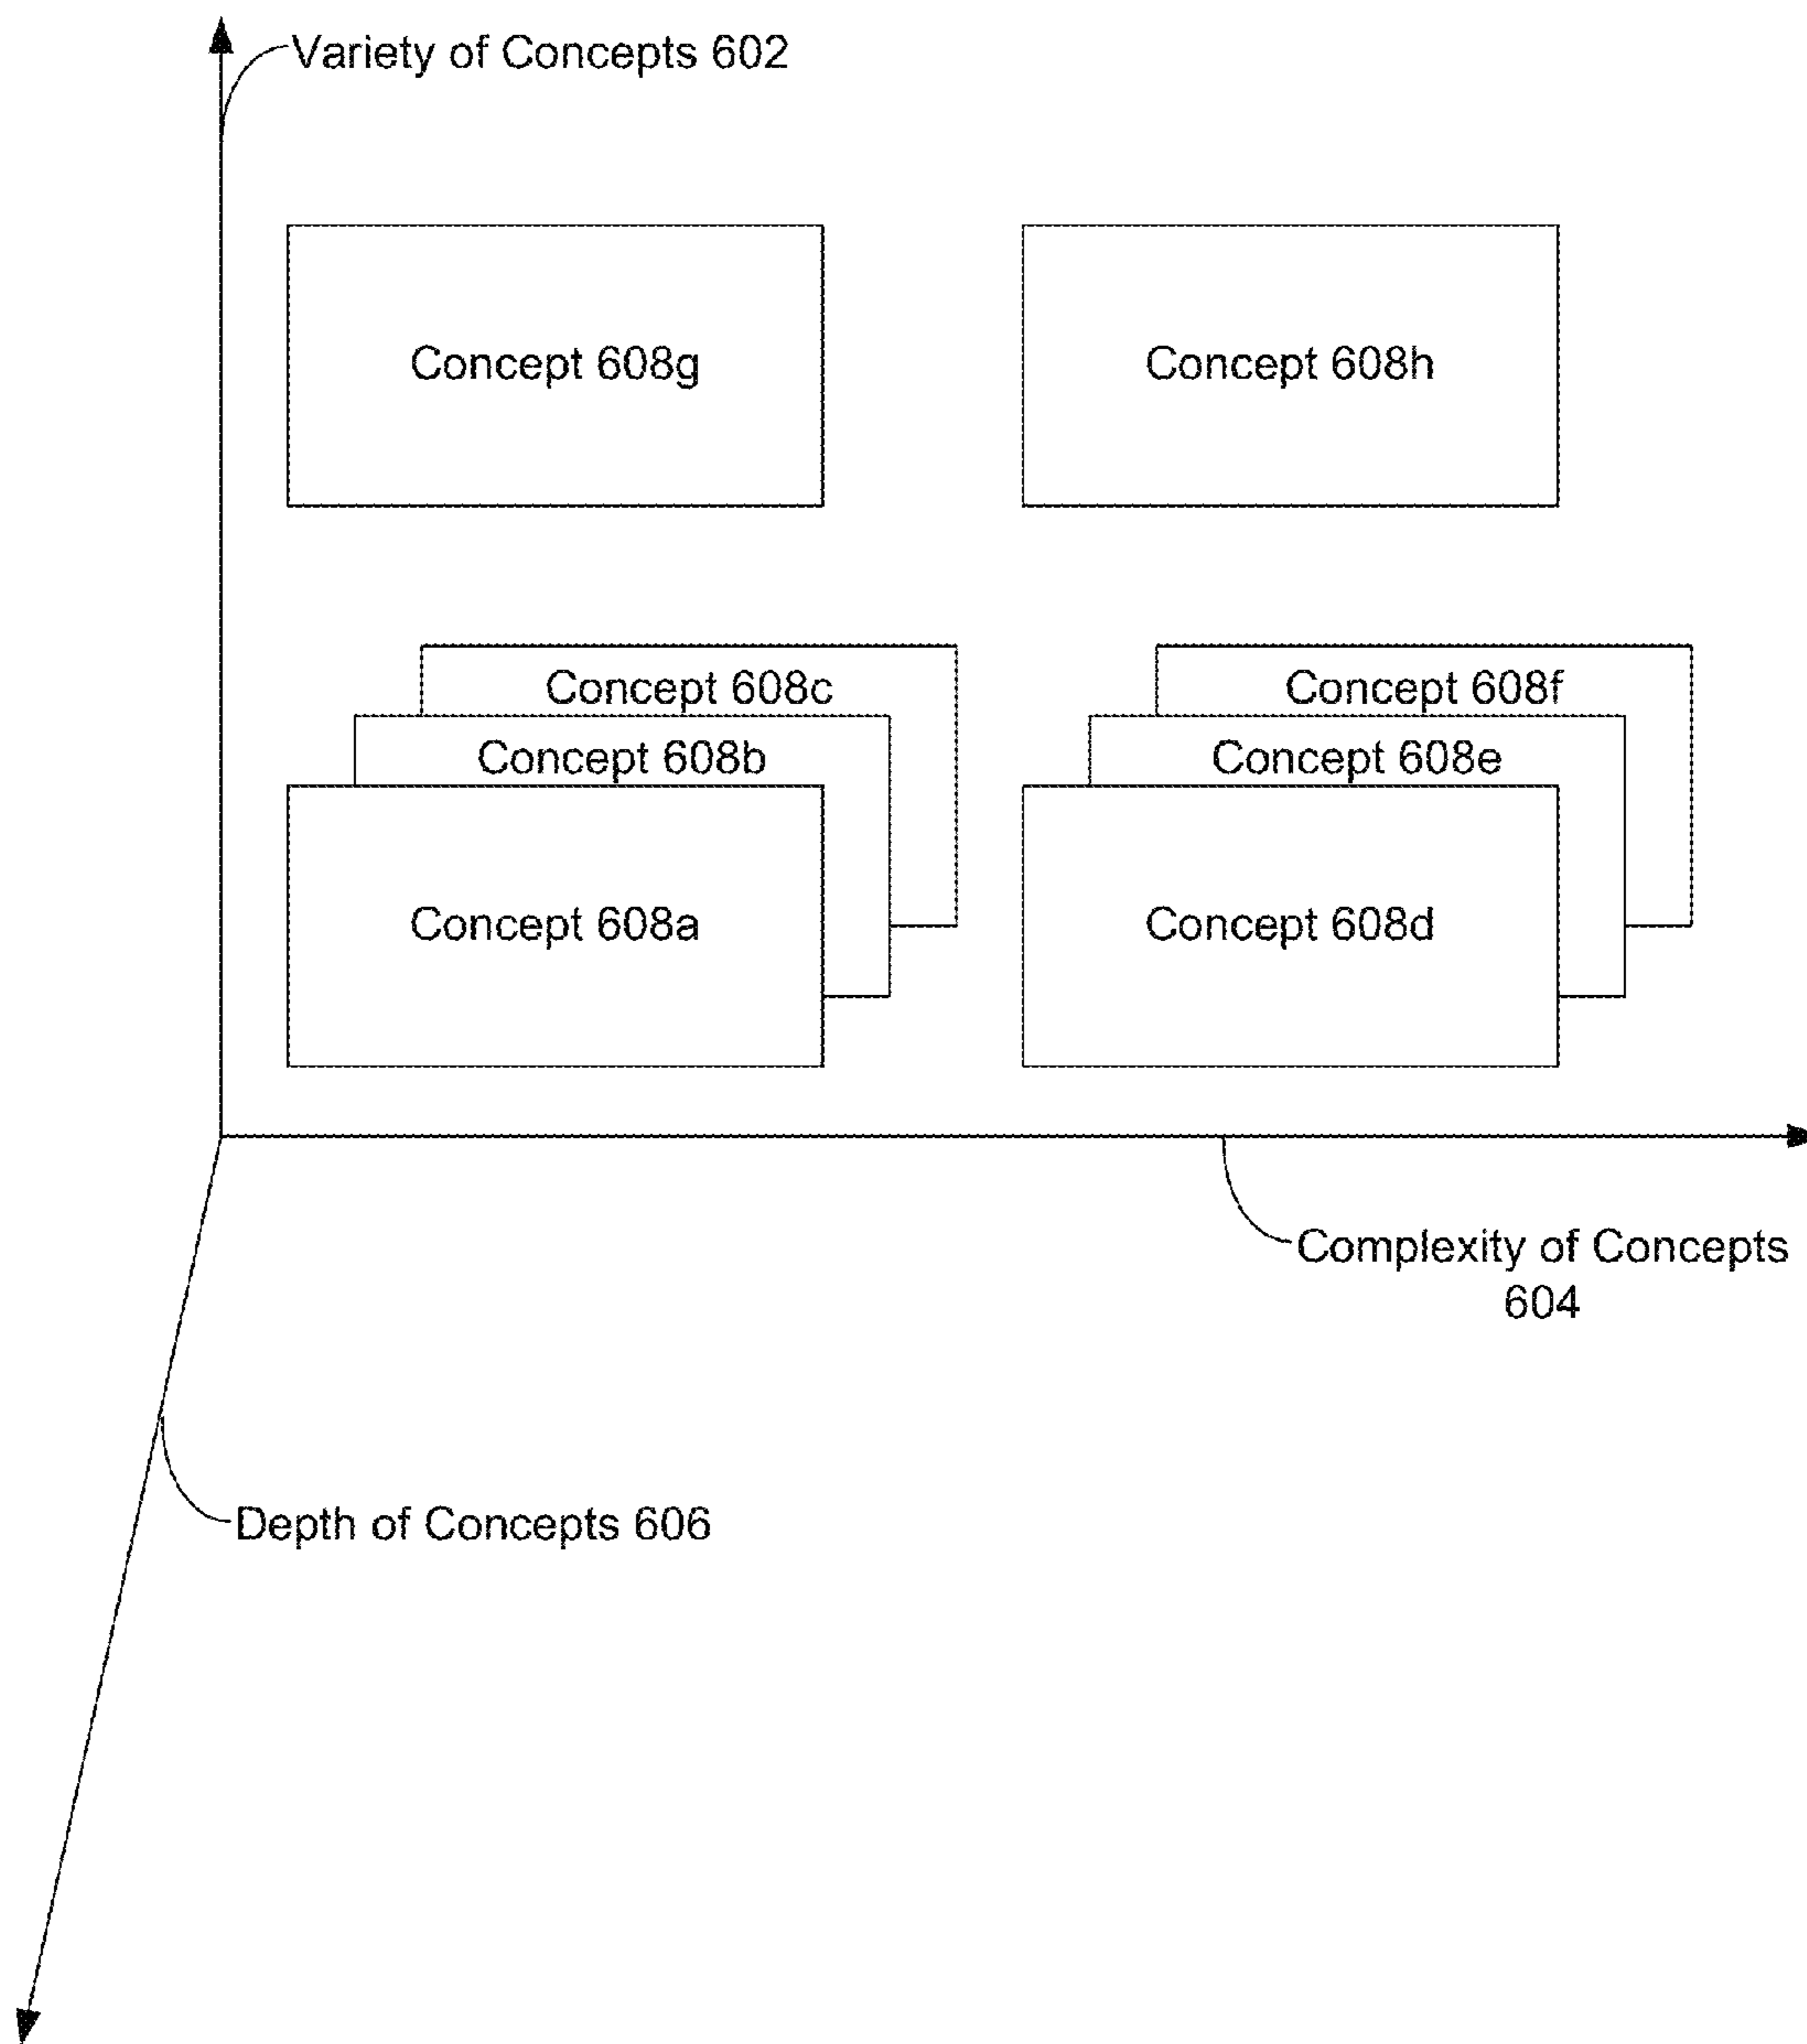 Variety of Concepts 602
Concept 608g
Concept 608h
Concept 608c
Concept 608f
Concept 608b
Concept 608e
Concept 608a
Concept 608d
Complexity of Concepts
604
Depth of Concepts 606